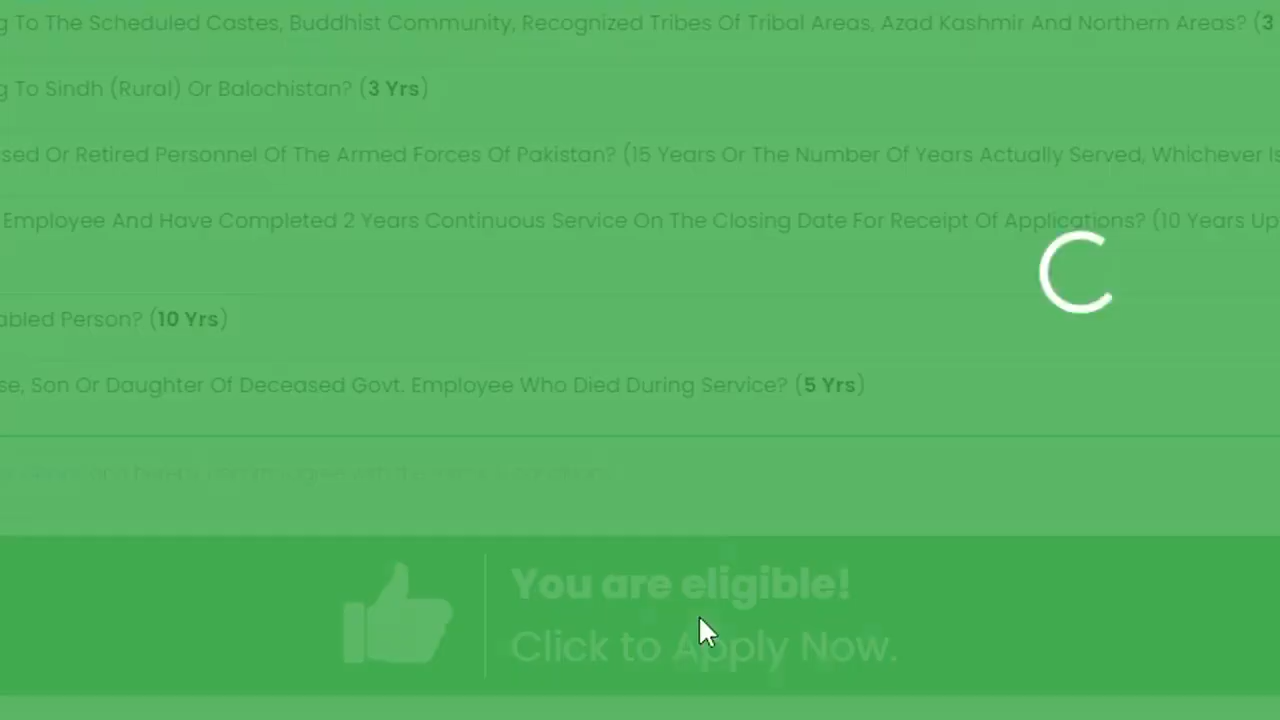 g To The Scheduled Castes, Buddhist Community, Recognized Tribes Of Tribal Areas, Azad Kashmir And Northern Areas? (3
g To Sindh (Rural) Or Balochistan? (3 Yrs)
sed Or Retired Personnel Of The Armed Forces Of Pakistan? (15 Years Or The Number Of Years Actually Served, Whichever Is
Employee And Have Completed 2 Years Continuous Service On The Closing Date For Receipt Of Applications? (10 Years Up
abled Person? (10 Yrs)
se, Son Or Daughter Of Deceased Govt. Employee Who Died During Service? (5 Yrs)
agree with the
You are eligible!
Click to Apply Now.